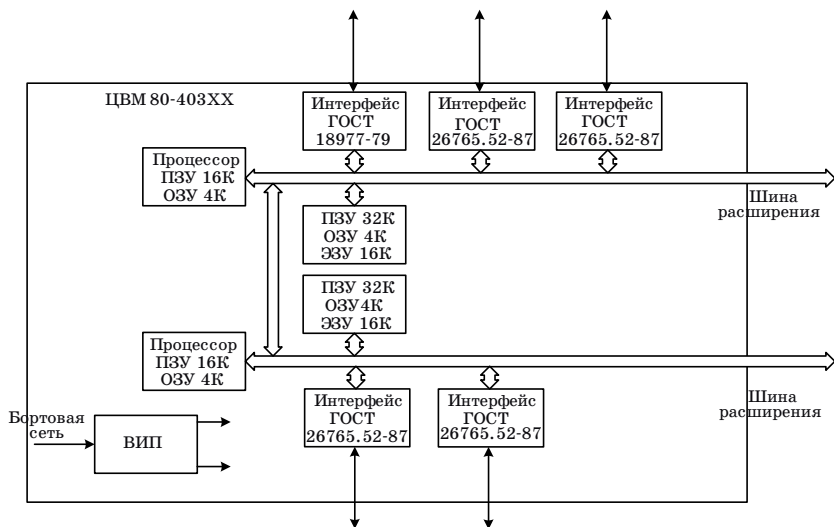 ЦВМ 80-403ХХ
Интерфейс
ГОСТ
18977-79
Интерфейс
ГОСТ
26765.52-87
Интерфейс
ГОСТ
26765.52-87
Процессор
ПЗУ 16К
ОЗУ 4К
Шина
расширения
ПЗУ 32К
ОЗУ 4К
ЭЗУ 16К
ПЗУ 32К
ОЗУ4К
ЭЗУ 16К
Процессор
ПЗУ 16К
ОЗУ 4К
Шина
расширения
Интерфейс
ГОСТ
26765.52-87
Интерфейс
ГОСТ
26765.52-87
Бортовая
сеть
ВИП